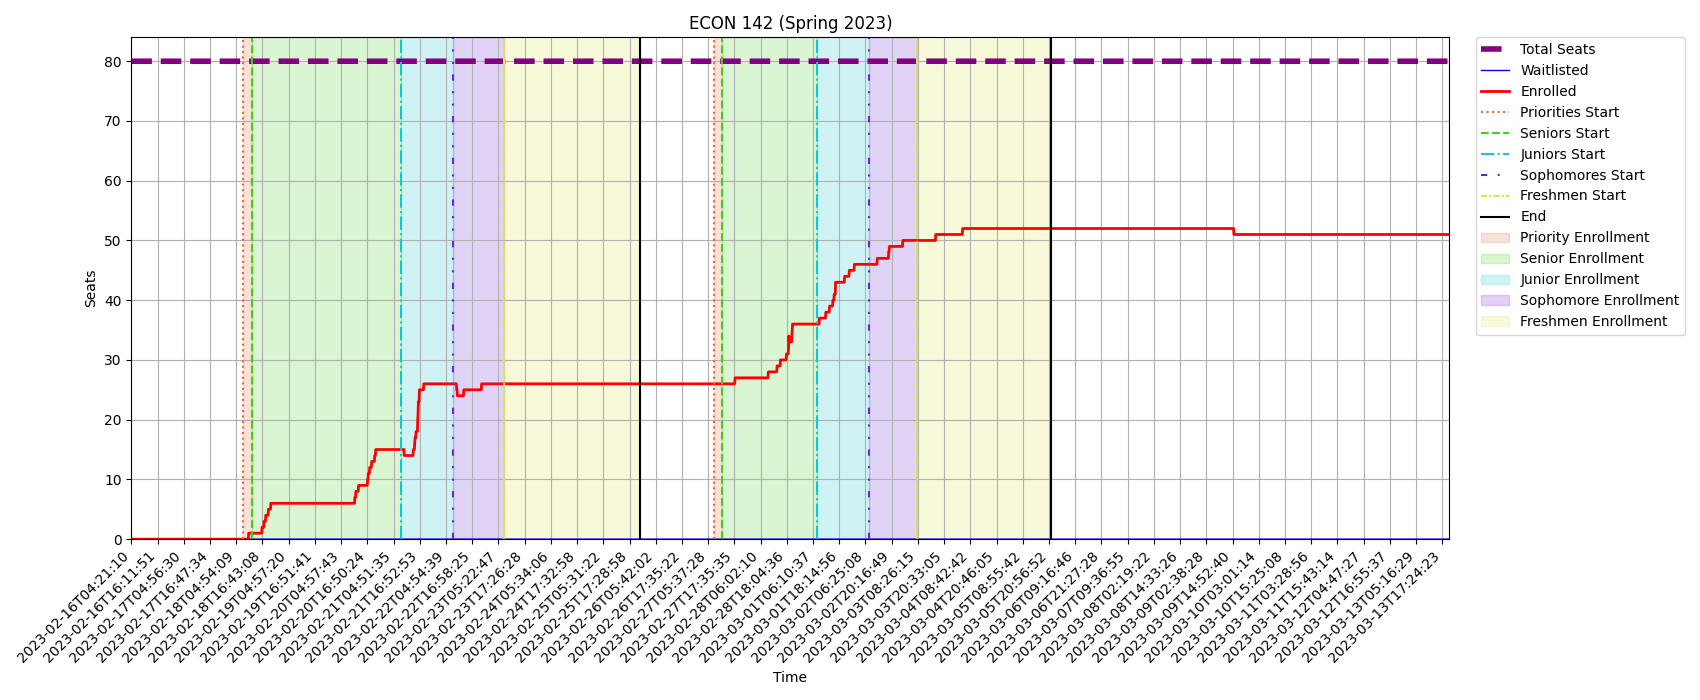 ECON 142 (Spring 2023)
80
70
60
50
40
30
20
10
0
Seats
2023-02-16T04:21:10
2023-02-16T16:11:51
2023-02-17T04:56:30
2023-02-17T16:47:34
2023-02-18T04:54:09
2023-02-18T16:43:08
2023-02-19T04:57:20
2023-02-19T16:51:41
2023-02-20T04:57:43
2023-02-20T16:50:24
2023-02-21T04:51:35
2023-02-21T16:52:53
2023-02-22T04:54:39
2023-02-22T16:58:25
2023-02-23T05:22:47
2023-02-23T17:26:28
2023-02-24T05:34:06
2023-02-24T17:32:58
2023-02-25T05:31:22
2023-02-25T17:28:58
2023-02-26T05:42:02
2023-02-26T17:35:22
2023-02-27T05:37:28
2023-02-27T17:35:35
2023-02-28T06:02:10
2023-02-28T18:04:36
2023-03-01T06:10:37
2023-03-01T18:14:56
2023-03-02T06:25:08
2023-03-02T20:16:49
2023-03-03T08:26:15
2023-03-03T20:33:05
2023-03-04T08:42:42
2023-03-04T20:46:05
2023-03-05T08:55:42
2023-03-05T20:56:52
2023-03-06T09:16:46
2023-03-06T21:27:28
2023-03-07T09:36:55
2023-03-08T02:19:22
2023-03-08T14:33:26
2023-03-09T02:38:28
2023-03-09T14:52:40
2023-03-10T03:01:14
2023-03-10T15:25:08
2023-03-11T03:28:56
2023-03-11T15:43:14
2023-03-12T04:47:27
2023-03-12T16:55:37
2023-03-13T05:16:29
2023-03-13T17:24:23
Time
Total Seats
Waitlisted
Enrolled
Priorities Start
Seniors Start
Juniors Start
Sophomores Start
Freshmen Start
End
Priority Enrollment
Senior Enrollment
Junior Enrollment
Sophomore Enrollment
Freshmen Enrollment